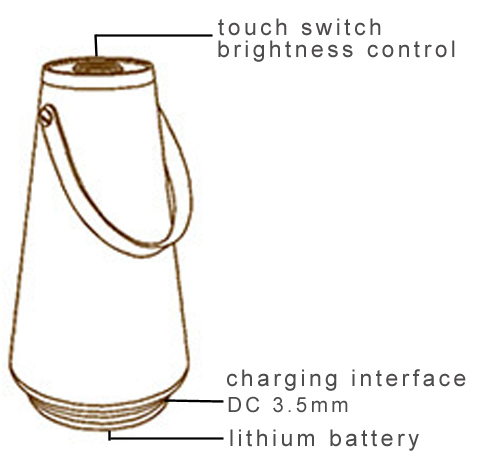 touch switch
brightness control
charging interface
DC 3.5mm
lithium battery